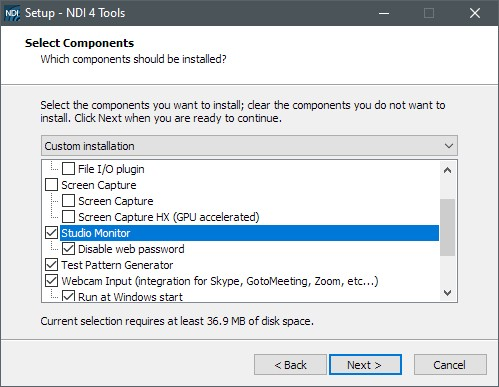 NDI Setup - NDI 4 Tools
Select Components
Which components should be installed?
Select the components you want to install; clear the components you do not want to
install. Click Next when you are ready to continue.
Custom installation
File I/O plugin
Screen Capture
Screen Capture
Screen Capture HX (GPU accelerated)
Studio Monitor
Disable web password
Test Pattern Generator
Webcam Input (integration for Skype, GotoMeeting, Zoom, etc...)
Run at Windows start
Current selection requires at least 36.9 MB of disk space.
< Back Next > Cancel